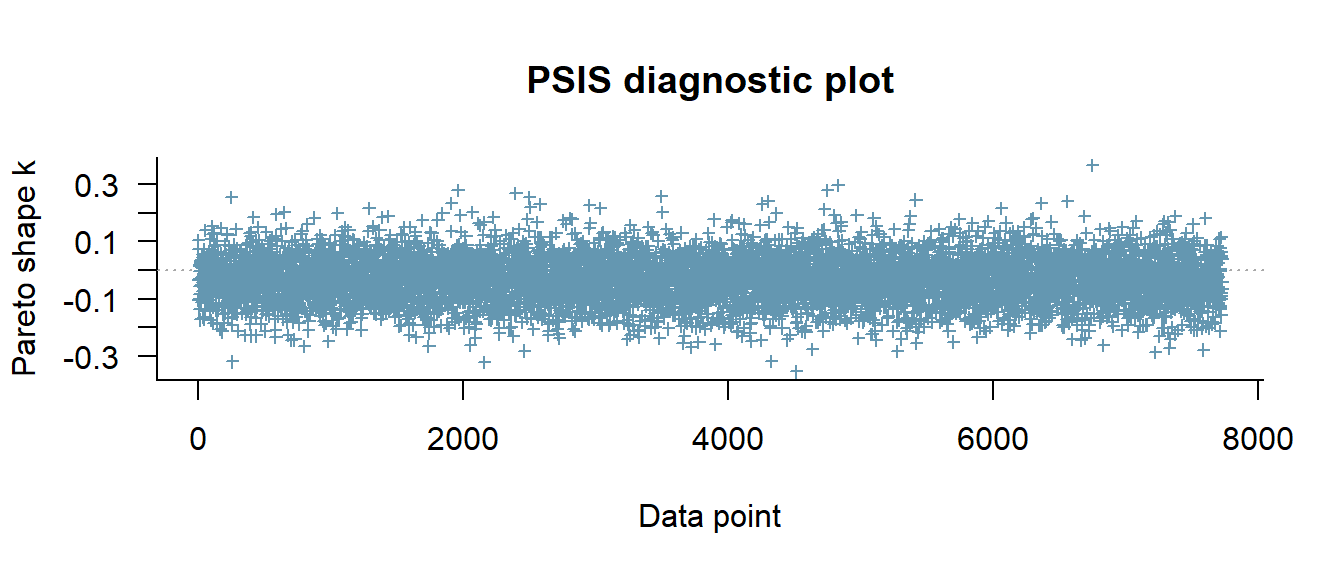 PSIS diagnostic plot
Pareto shape k
0.3
0.1
-0.1
-0.3
0 2000 4000 6000 8000
Data point